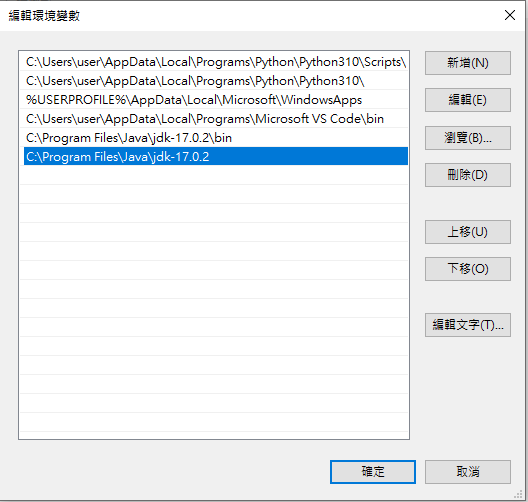 編輯環境變數
C:\Users\user\AppData\Local\Programs\Python\Python310\Scripts\
C:\Users\user\AppData\Local\Programs\Python\Python310\
%USERPROFILE%\AppData\Local\Microsoft\WindowsApps
C:\Users\user\AppData\Local\Programs\Microsoft VS Code\bin
C:\Program Files\Java\jdk-17.0.2\bin
C:\Program Files\Java\jdk-17.0.2
新增(N)
編輯(E)
瀏覽(B)...
刪除(D)
上移(U)
下移(O)
編輯文字(T)...
確定
取消